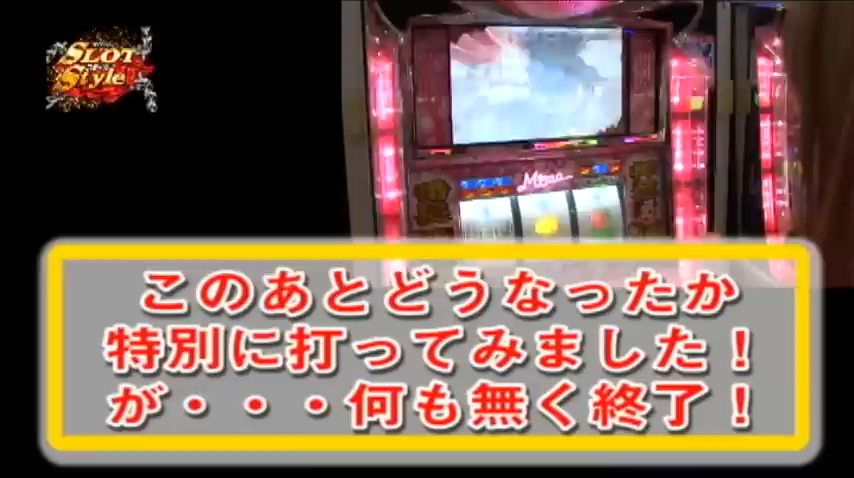 SLOT
Style
Mimoo
このあとどうなったか
特別に打ってみました！
が・・・何も無く終了！